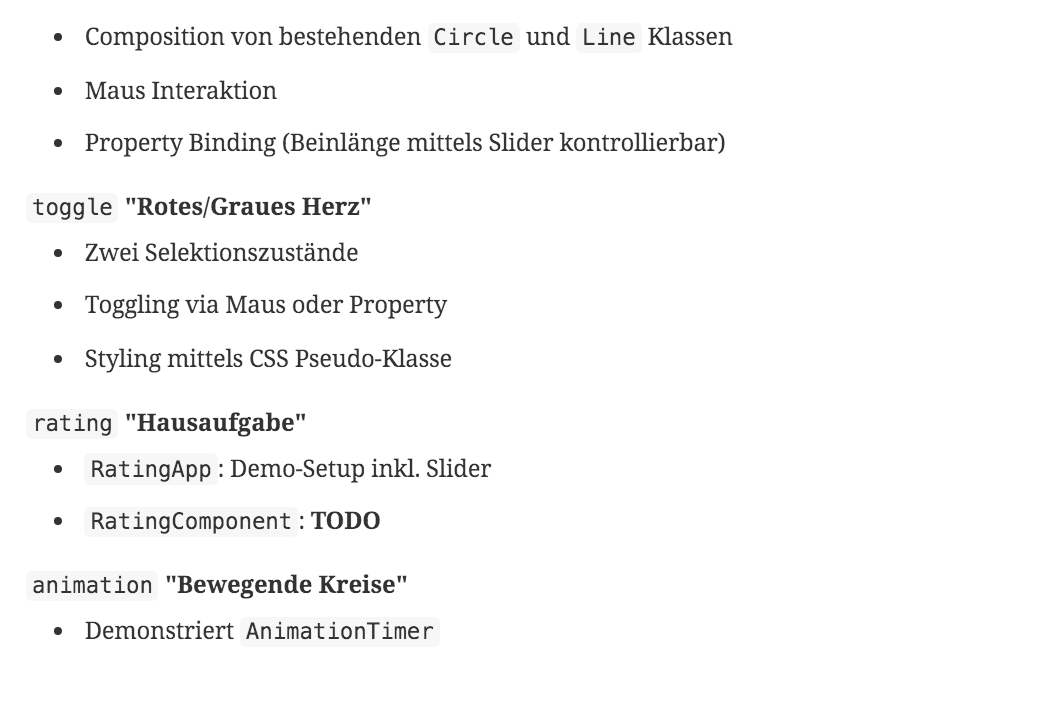 Composition von bestehenden Circle und Line Klassen
Maus Interaktion
Property Binding (Beinlänge mittels Slider kontrollierbar)
toggle "Rotes/Graues Herz"
Zwei Selektionszustände
Toggling via Maus oder Property
Styling mittels CSS Pseudo-Klasse
rating "Hausaufgabe"
RatingApp: Demo-Setup inkl. Slider
RatingComponent: TODO
animation "Bewegende Kreise"
Demonstriert AnimationTimer